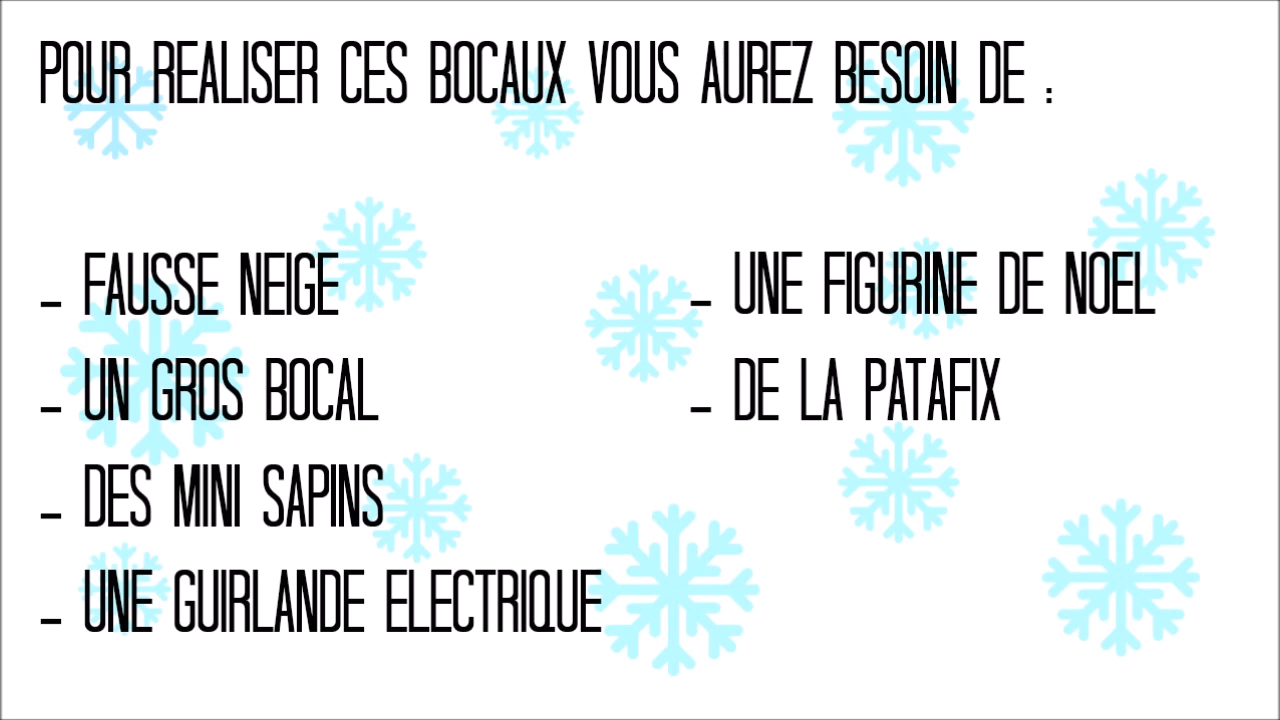 POUR REALISER CES BOCAUX VOUS AUREZ BESOIN DE :
- FAUSSE NEIGE
- UN GROS BOCAL
- DES MINI SAPINS
- UNE GUIRLANDE ELECTRIQUE
- UNE FIGURINE DE NOEL
- DE LA PATAFIX